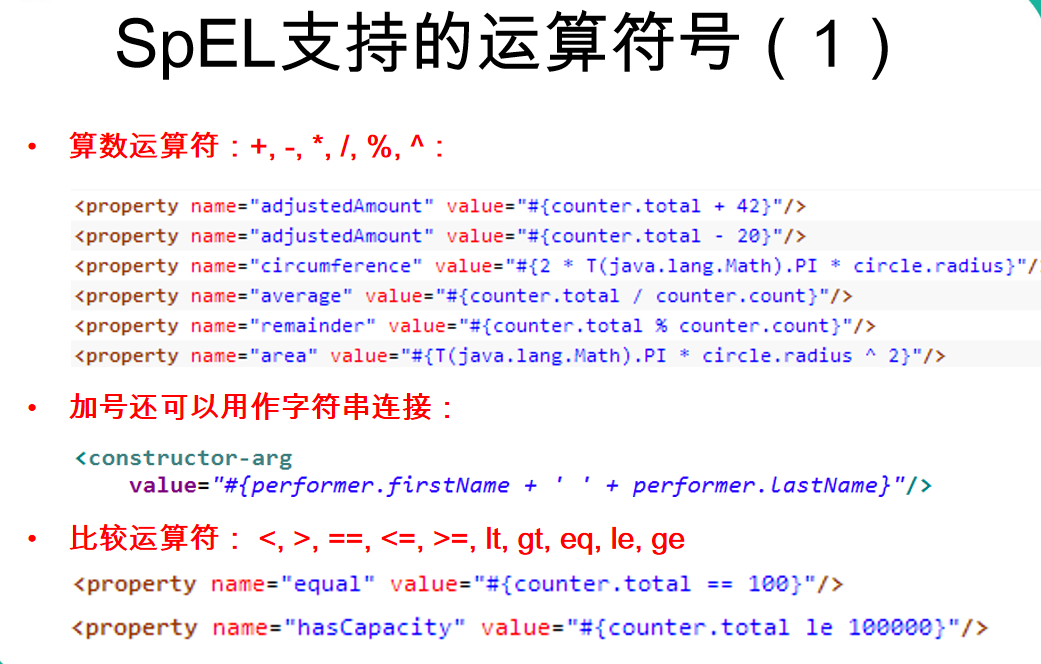 SpEL支持的运算符号（1）
• 算数运算符：+, -, *, /, %, ^：
<property name="adjustedAmount" value="#{counter.total + 42}"/>
<property name="adjustedAmount" value="#{counter.total - 20}"/>
<property name="circumference" value="#{2 * T(java.lang.Math).PI * circle.radius}"/
<property name="average" value="#{counter.total / counter.count}"/>
<property name="remainder" value="#{counter.total % counter.count}"/>
<property name="area" value="#{T(java.lang.Math).PI * circle.radius ^ 2}"/>
• 加号还可以用作字符串连接：
<constructor-arg
value="#{performer.firstName + ' ' + performer.lastName}"/>
• 比较运算符： <, >, ==, <=, >=, lt, gt, eq, le, ge
<property name="equal" value="#{counter.total == 100}"/>
<property name="hasCapacity" value="#{counter.total le 100000}"/>